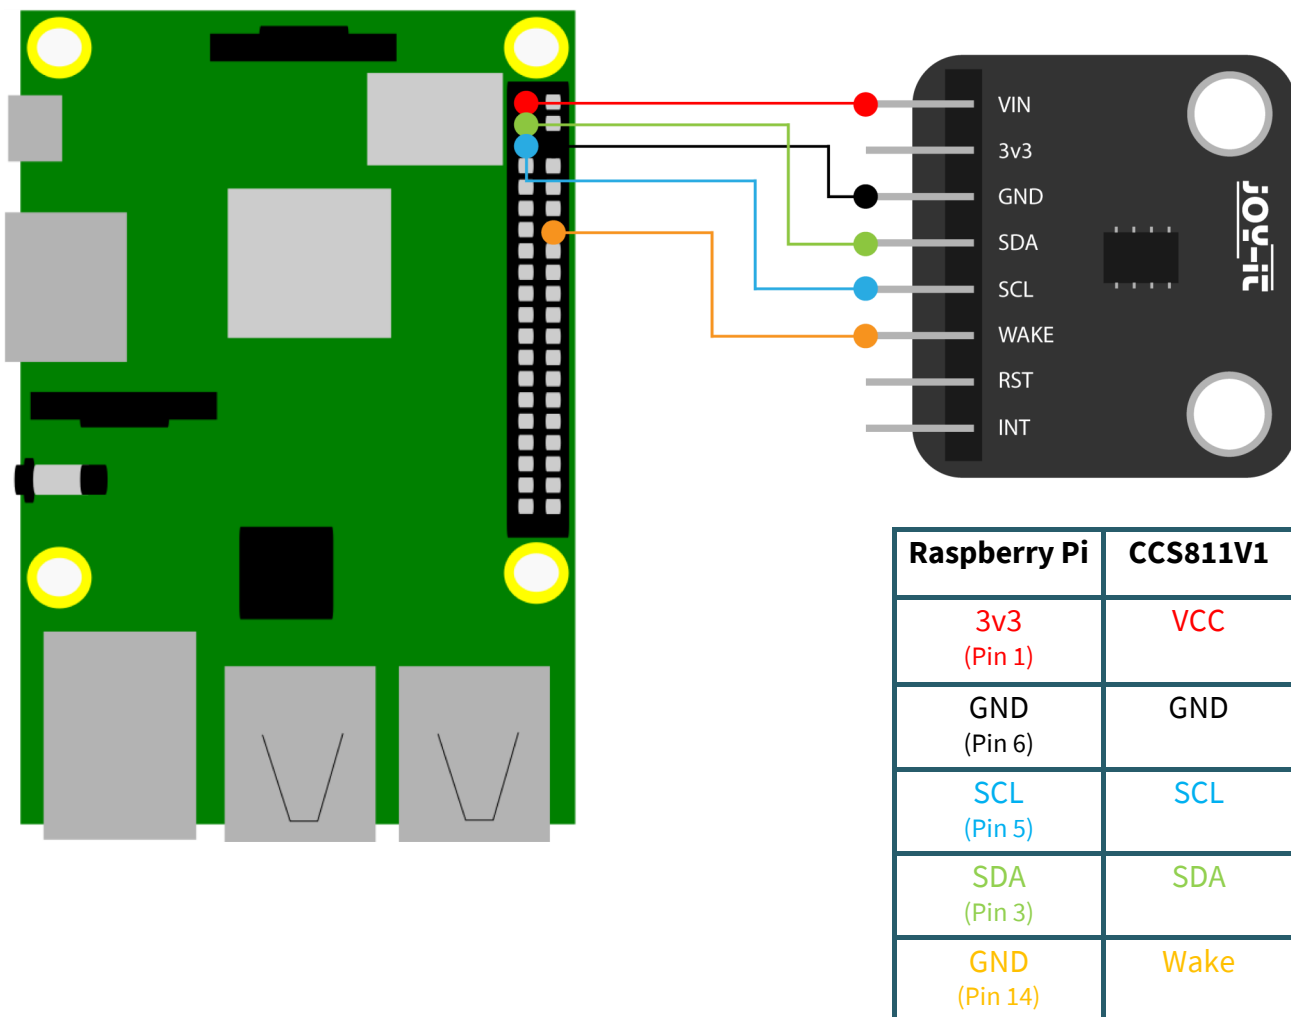 VIN
3v3
GND
SDA
SCL
WAKE
RST
INT
joy-it
Raspberry Pi CCS811V1
3v3 VCC
(Pin 1)
GND GND
(Pin 6)
SCL SCL
(Pin 5)
SDA SDA
(Pin 3)
GND Wake
(Pin 14)